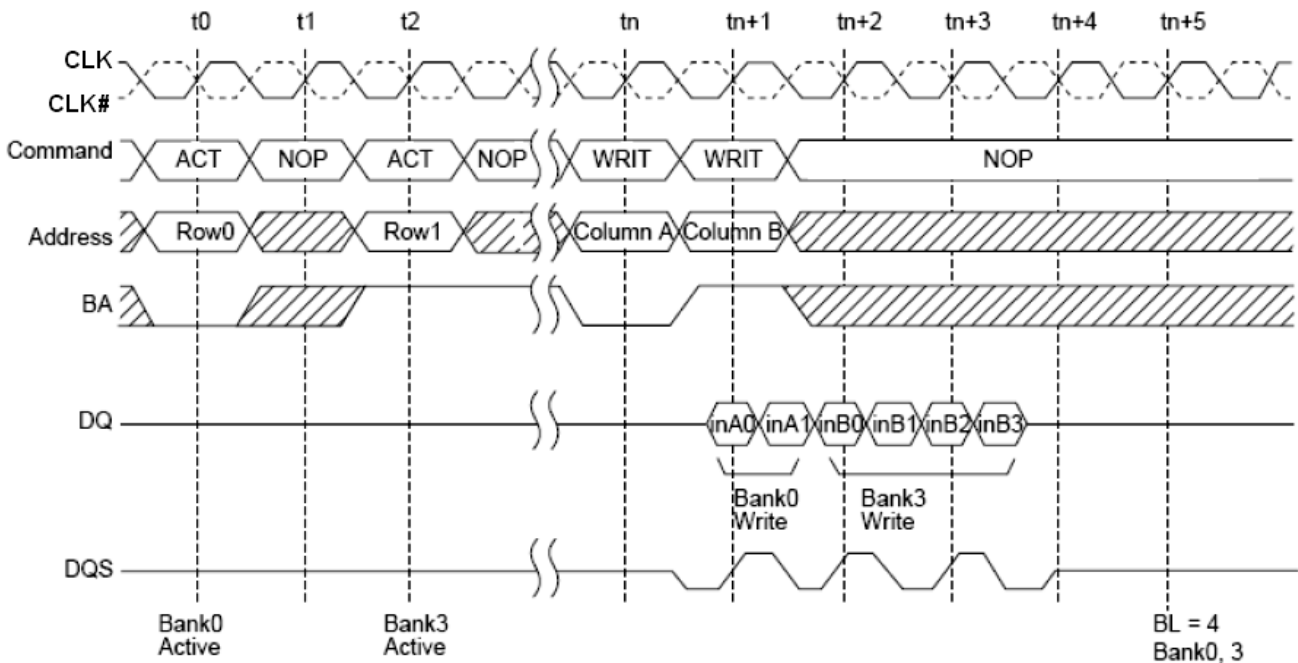 t0 t1 t2 tn tn+1 tn+2 tn+3 tn+4 tn+5
CLK
CLK#
Command ACT NOP ACT NOP WRIT WRIT NOP
Address Row0 Row1 Column A Column B
BA
DQ inA0 inA1 inB0 inB1 inB2 inB3
Bank0 Bank3
Write Write
DQS
Bank0 Bank3 BL = 4
Active Active Bank0, 3